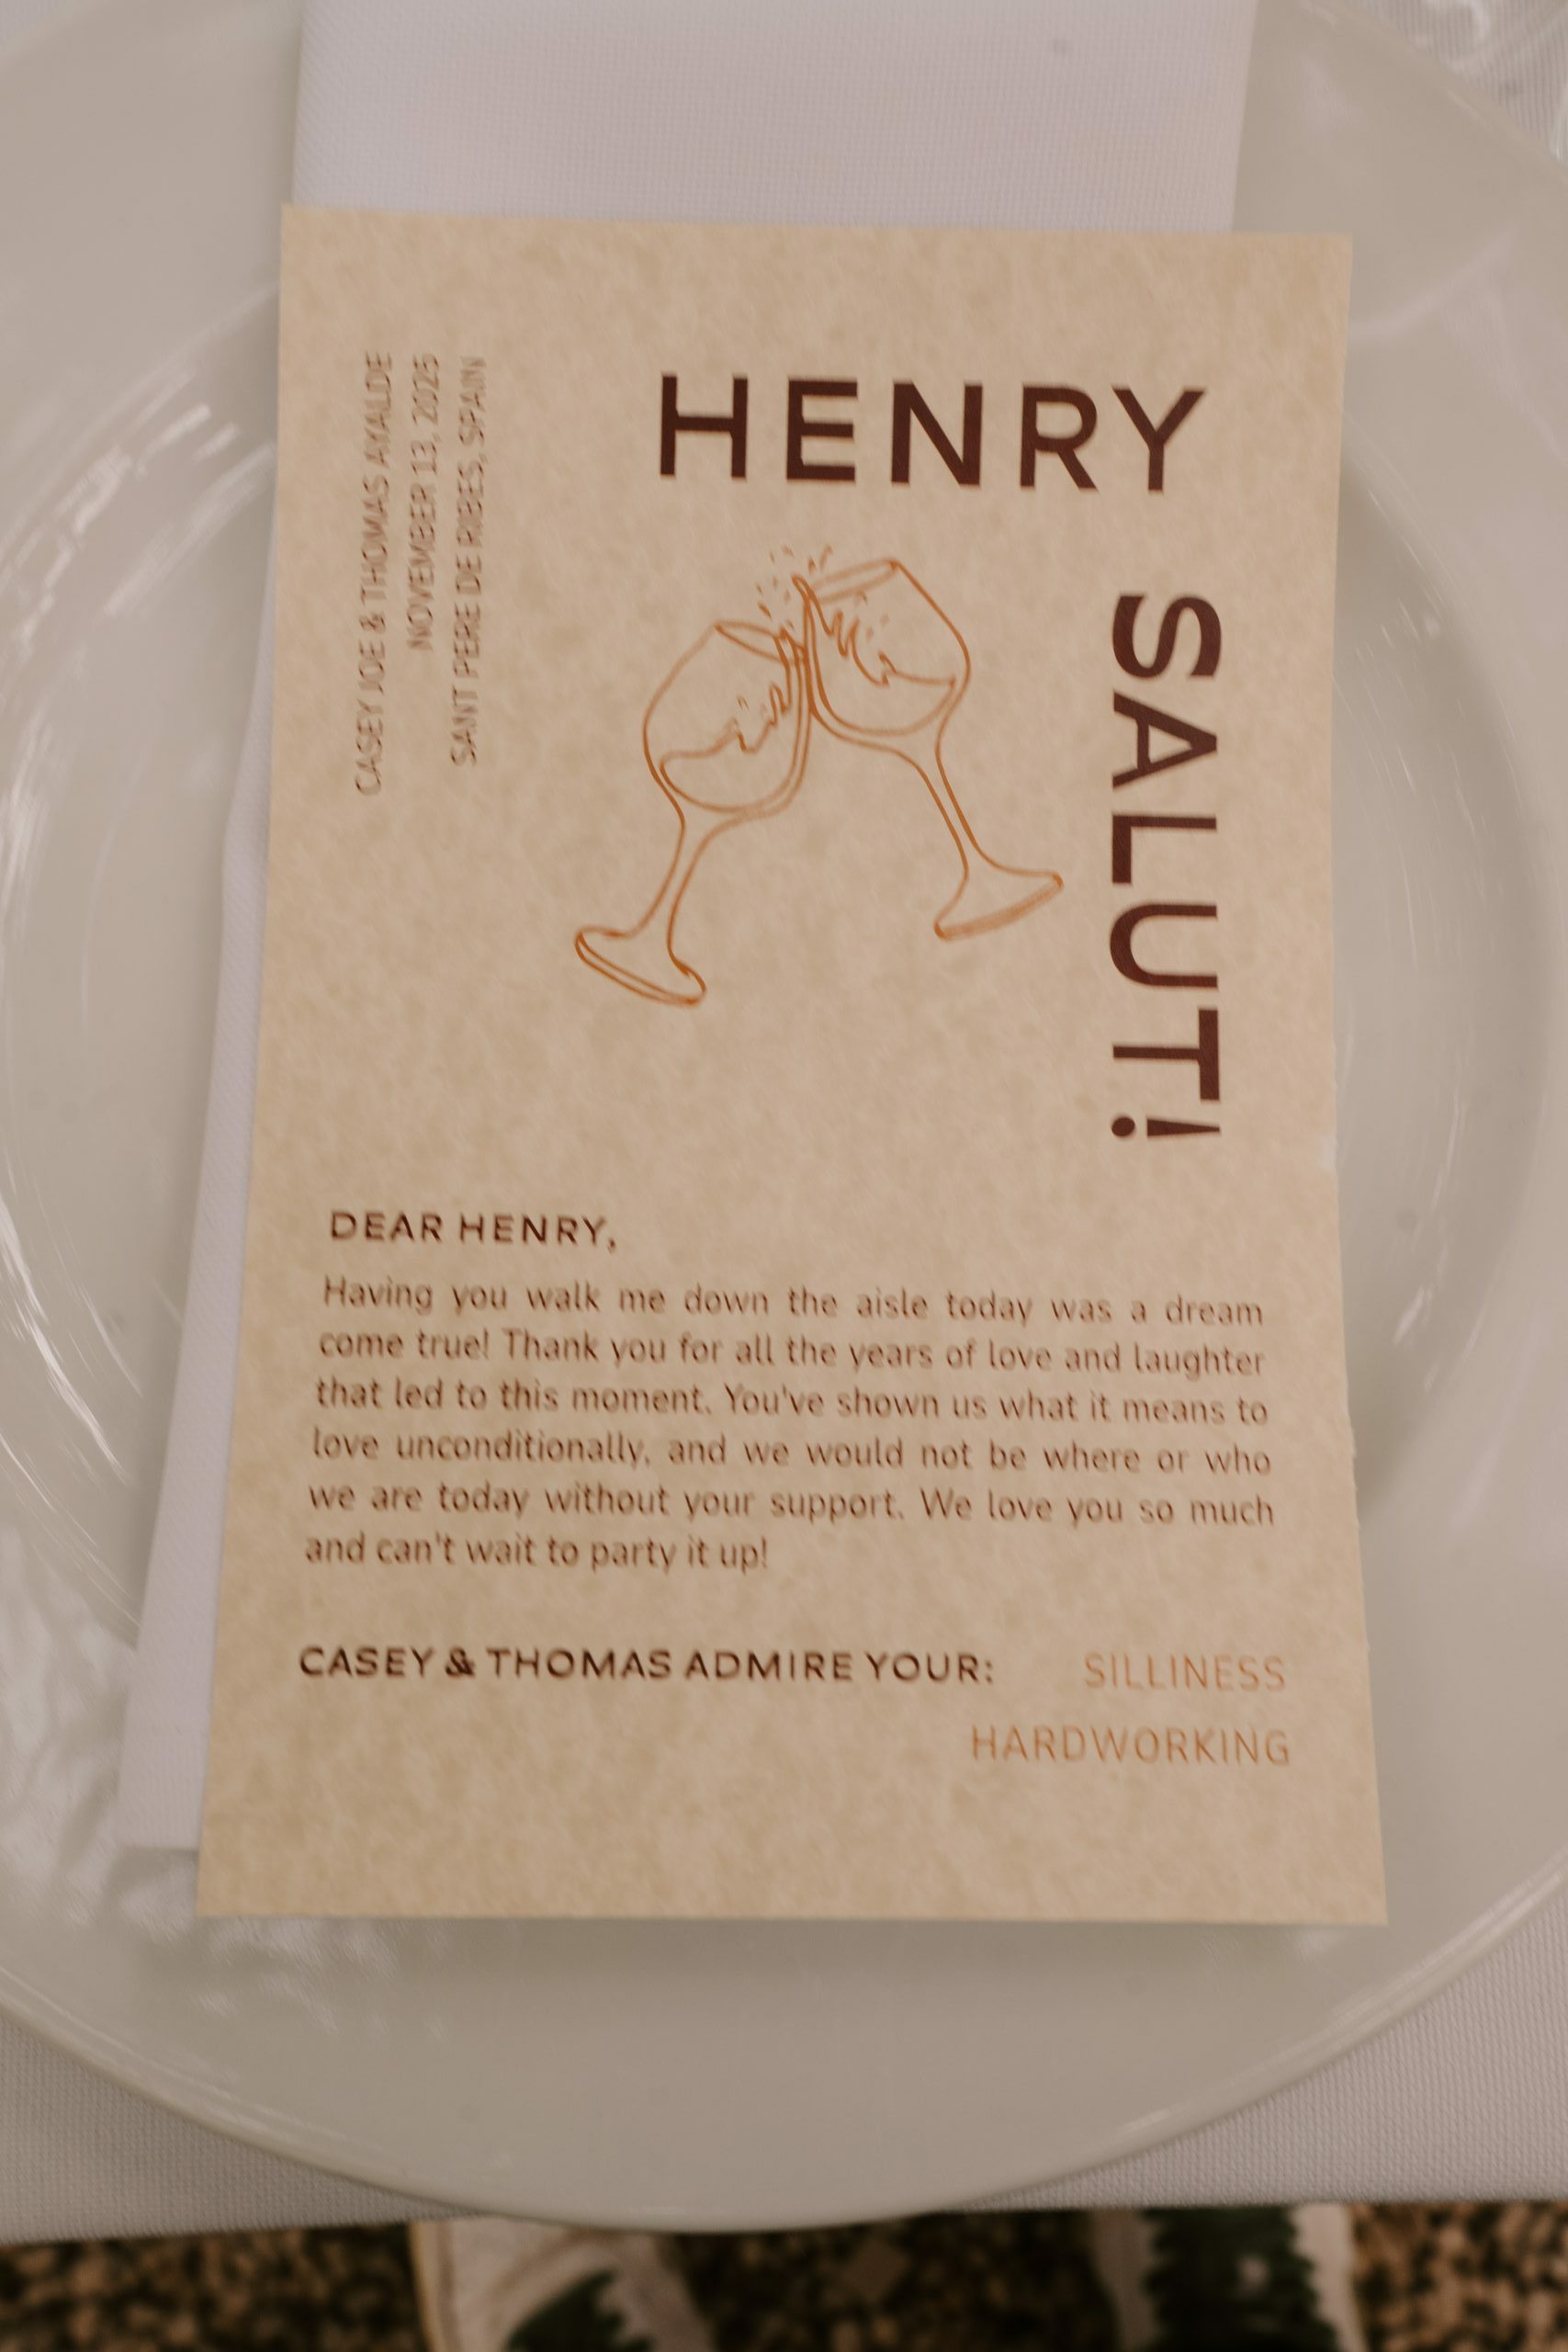 CASEY JOE & THOMAS AYALDE
NOVEMBER 13, 2025
SANT PERE DE RIBES, SPAIN
HENRY
SALUT!
DEAR HENRY,
Having you walk me down the aisle today was a dream
come true! Thank you for all the years of love and laughter
that led to this moment. You've shown us what it means to
love unconditionally, and we would not be where or who
we are today without your support. We love you so much
and can't wait to party it up!
CASEY & THOMAS ADMIRE YOUR: SILLINESS
HARDWORKING